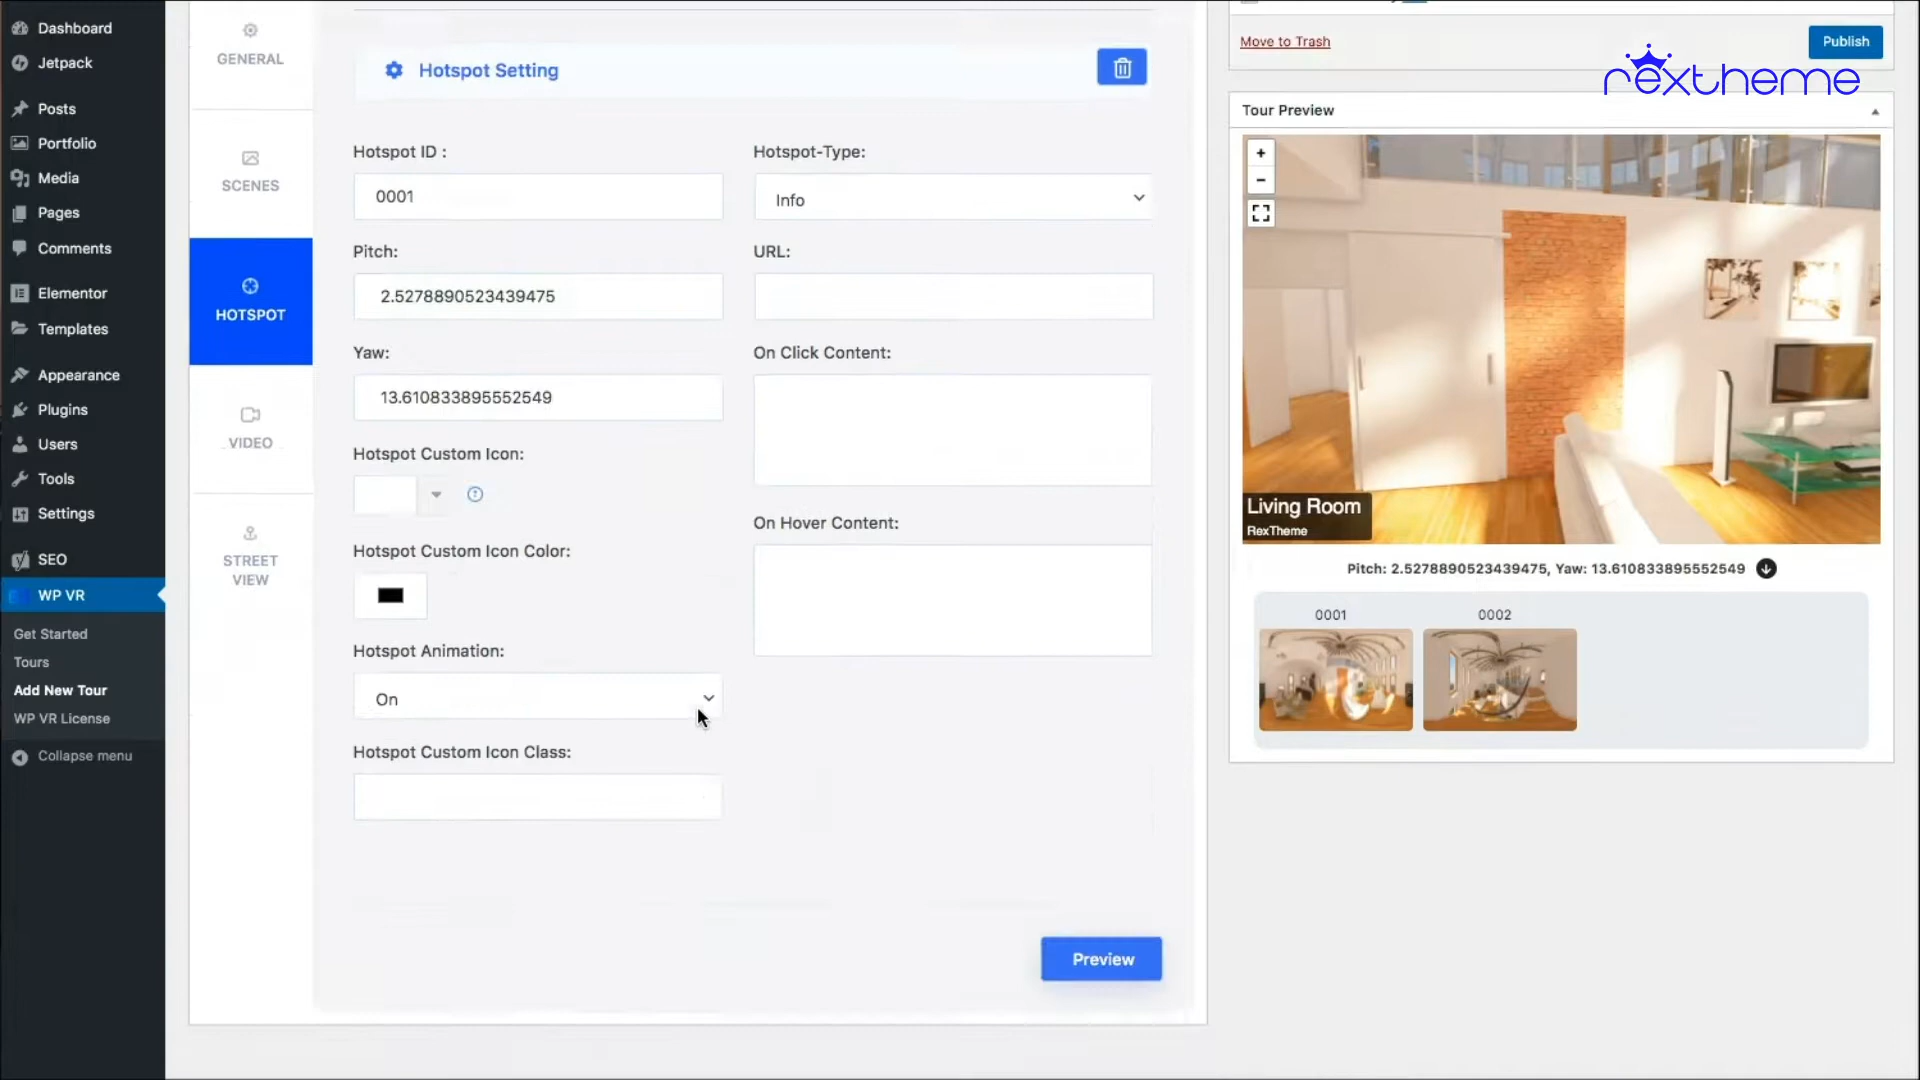 Dashboard
Jetpack
Posts
Portfolio
Media
Pages
Comments
Elementor
Templates
Appearance
Plugins
Users
Tools
Settings
SEO
WP VR
Get Started
Tours
Add New Tour
WP VR License
Collapse menu
GENERAL
SCENES
HOTSPOT
VIDEO
STREET
VIEW
Hotspot Setting
Hotspot ID :
0001
Pitch:
2.5278890523439475
Yaw:
13.610833895552549
Hotspot Custom Icon:
Hotspot Custom Icon Color:
Hotspot Animation:
On
Hotspot Custom Icon Class:
Hotspot-Type:
Info
URL:
On Click Content:
On Hover Content:
Preview
Move to Trash
Publish
rextheme
Tour Preview
+
−
Living Room
RexTheme
Pitch: 2.5278890523439475, Yaw: 13.610833895552549
0001 0002